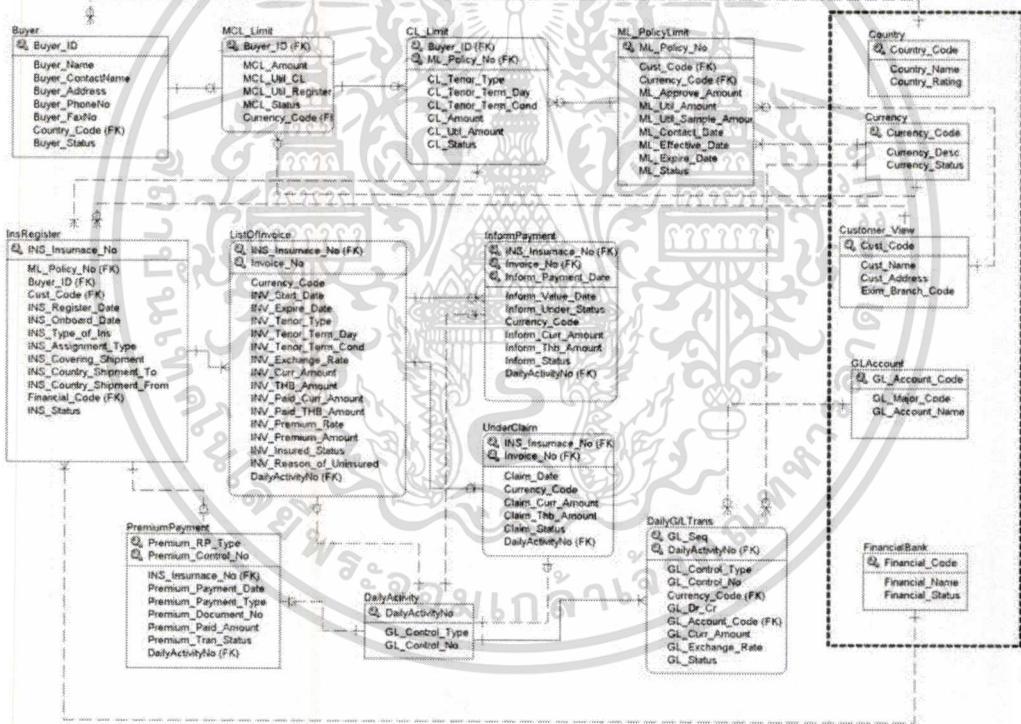 Buyer
Buyer_ID
Buyer_Name
Buyer_ContactName
Buyer_Address
Buyer_PhoneNo
Buyer_FaxNo
Country_Code (FK)
Buyer_Status
MCL_Limit
Buyer_ID (FK)
MCL_Amount
MCL_Util_CL
MCL_Util_Register
MCL_Status
Currency_Code (FI
CL_Limit
Buyer_ID (FK)
ML_Policy_No (FK)
CL_Tenor_Type
CL_Tenor_Term_Day
CL_Tenor_Term_Cond
CL_Amount
CL_Util_Amount
CL_Status
ML_PolicyLimit
ML_Policy_No
Cust_Code (FK)
Currency_Code (FK)
ML_Approve_Amount
ML_Util_Amount
ML_Util_Sample_Amour
ML_Contact_Date
ML_Effective_Date
ML_Expire_Date
ML_Status
Country
Country_Code
Country_Name
Country_Rating
Currency
Currency_Code
Currency_Desc
Currency_Status
InsRegister
INS_Insurnace_No
ML_Policy_No (FK)
Buyer_ID (FK)
Cust_Code (FK)
INS_Register_Date
INS_Onboard_Date
INS_Type_of_Ins
INS_Assignment_Type
INS_Covering_Shipment
INS_Country_Shipment_To
INS_Country_Shipment_From
Financial_Code (FK)
INS_Status
ListOfInvoice
INS_Insurnace_No (FK)
Invoice_No
Currency_Code
INV_Start_Date
INV_Expire_Date
INV_Tenor_Type
INV_Tenor_Term_Day
INV_Tenor_Term_Cond
INV_Exchange_Rate
INV_Curr_Amount
INV_THB_Amount
INV_Paid_Curr_Amount
INV_Paid_THB_Amount
INV_Premium_Rate
INV_Premium_Amount
INV_Insured_Status
INV_Reason_of_Uninsured
DailyActivityNo (FK)
InformPayment
INS_Insurnace_No (FK)
Invoice_No (FK)
Inform_Payment_Date
Inform_Value_Date
Inform_Under_Status
Currency_Code
Inform_Curr_Amount
Inform_Thb_Amount
Inform_Status
DailyActivityNo (FK)
Customer_View
Cust_Code
Cust_Name
Cust_Address
Exim_Branch_Code
GLAccount
GL_Account_Code
GL_Major_Code
GL_Account_Name
UnderClaim
INS_Insurnace_No (FK
Invoice_No (FK)
Claim_Date
Currency_Code
Claim_Curr_Amount
Claim_Thb_Amount
Claim_Status
DailyActivityNo (FK)
PremiumPayment
Premium_RP_Type
Premium_Control_No
INS_Insurnace_No (FK)
Premium_Payment_Date
Premium_Payment_Type
Premium_Document_No
Premium_Paid_Amount
Premium_Tran_Status
DailyActivityNo (FK)
DailyActivity
DailyActivityNo
GL_Control_Type
GL_Control_No
DailyG/LTrans
GL_Seq
DailyActivityNo (FK)
GL_Control_Type
GL_Control_No
Currency_Code (FK)
GL_Dr_Cr
GL_Account_Code (FK)
GL_Curr_Amount
GL_Exchange_Rate
GL_Status
FinancialBank
Financial_Code
Financial_Name
Financial_Status